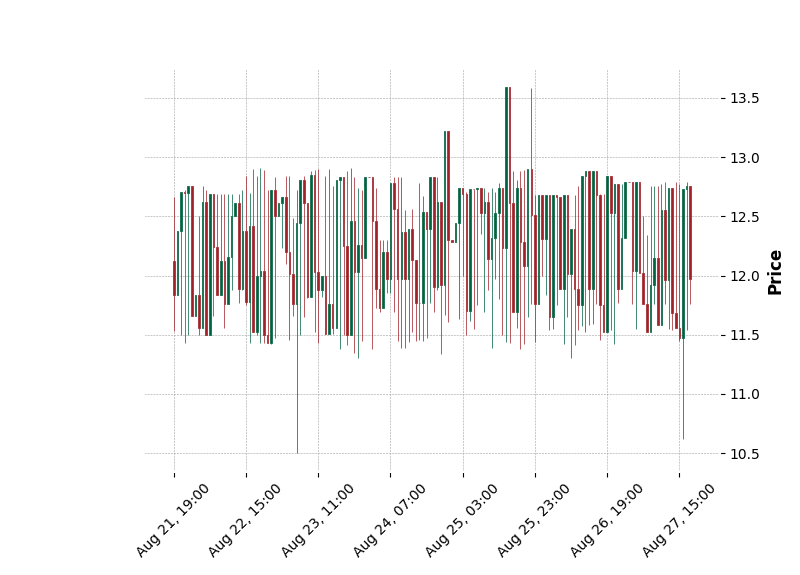 13.5
13.0
12.5
12.0
11.5
11.0
10.5
Price
Aug 21, 19:00
Aug 22, 15:00
Aug 23, 11:00
Aug 24, 07:00
Aug 25, 03:00
Aug 25, 23:00
Aug 26, 19:00
Aug 27, 15:00